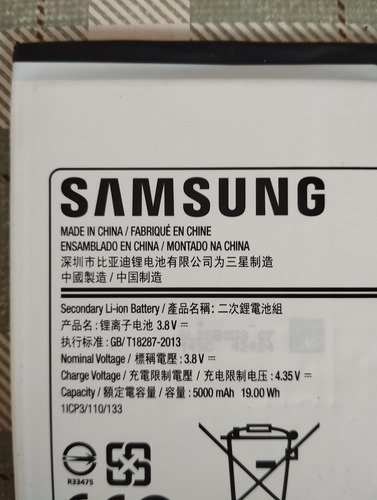 SAMSUNG
MADE IN CHINA / FABRIQUÉ EN CHINE
ENSAMBLADO EN CHINA / MONTADO NA CHINA
深圳市比亚迪锂电池有限公司为三星制造
中國製造 / 中国制造
Secondary Li-ion Battery / 產品名稱: 二次鋰電池組
产品名: 锂离子电池 3.8 V ⎓
执行标准: GB/ T18287-2013
Nominal Voltage / 標稱電壓 : 3.8 V ⎓
Charge Voltage / 充電限制電壓 / 充电限制电压 : 4.35 V ⎓
Capacity / 額定電容量 / 容量 : 5000 mAh 19.00 Wh
1ICP3/110/133
R33475